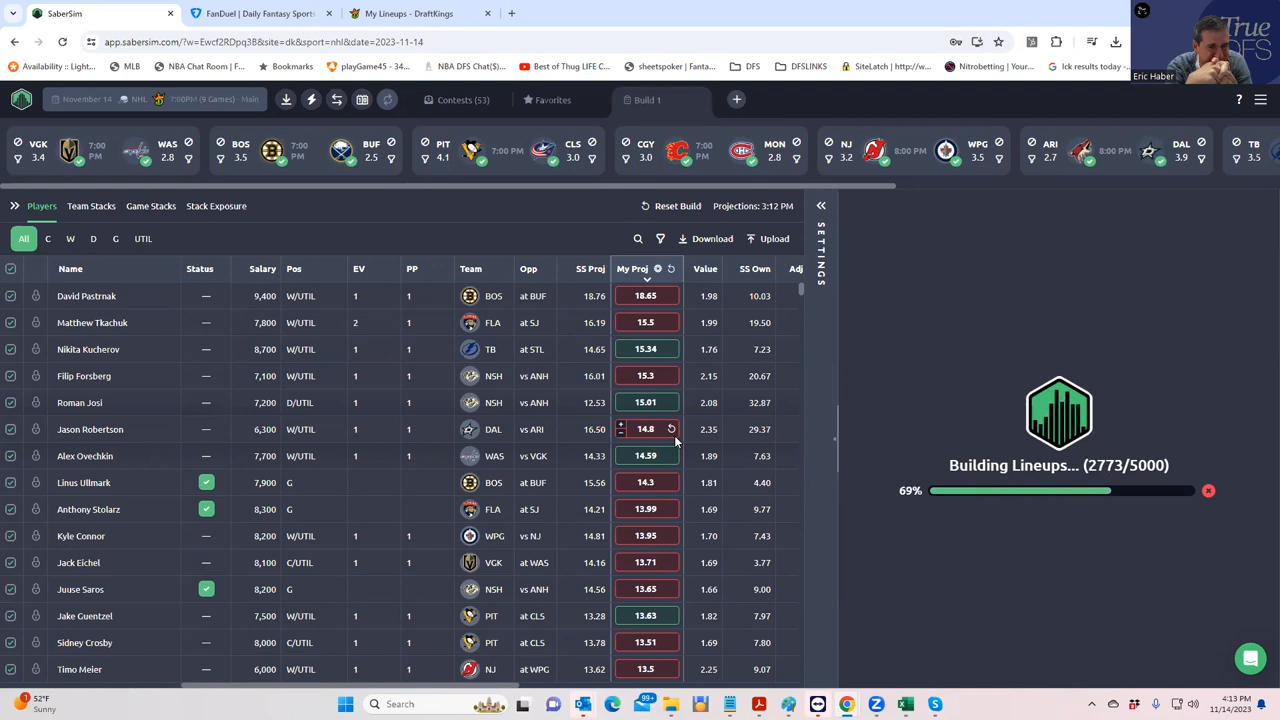 SaberSim
FanDuel | Daily Fantasy Sports
My Lineups - DraftKings
app.sabersim.com/?w=Ewcf2RDpq3B&site=dk&sport=nhl&date=2023-11-14
Availability :: Light...
MLB
NBA Chat Room | F...
Bookmarks
playGame45 - 34...
NBA DFS Chat($)...
Best of Thug LIFE C...
sheetspoker | Fanta...
DFS
DFSLINKS
SiteLatch | http://w...
Nitrobetting | Your...
Ick results today -...
True
DFS
Eric Haber
November 14
NHL
7:00PM (9 Games) - Main
Contests (53)
Favorites
Build 1
?
VGK 3.4 7:00 PM WAS 2.8
BOS 3.5 7:00 PM BUF 2.5
PIT 4.1 7:00 PM CLS 3.0
CGY 3.0 7:00 PM MON 2.8
NJ 3.2 8:00 PM WPG 3.5
ARI 2.7 8:00 PM DAL 3.9
TB 3.5
Players Team Stacks Game Stacks Stack Exposure Reset Build Projections: 3:12 PM
All C W D G UTIL Download Upload
SETTINGS
Name Status Salary Pos EV PP Team Opp SS Proj My Proj Value SS Own Adj
David Pastrnak — 9,400 W/UTIL 1 1 BOS at BUF 18.76 18.65 1.98 10.03
Matthew Tkachuk — 7,800 W/UTIL 2 1 FLA at SJ 16.19 15.5 1.99 19.50
Nikita Kucherov — 8,700 W/UTIL 1 1 TB at STL 14.65 15.34 1.76 7.23
Filip Forsberg — 7,100 W/UTIL 1 1 NSH vs ANH 16.01 15.3 2.15 20.67
Roman Josi — 7,200 D/UTIL 1 1 NSH vs ANH 12.53 15.01 2.08 32.87
Jason Robertson — 6,300 W/UTIL 1 1 DAL vs ARI 16.50 + − 14.8 2.35 29.37
Alex Ovechkin — 7,700 W/UTIL 1 1 WAS vs VGK 14.33 14.59 1.89 7.63
Linus Ullmark 7,900 G BOS at BUF 15.56 14.3 1.81 4.40
Anthony Stolarz 8,300 G FLA at SJ 14.21 13.99 1.69 9.77
Kyle Connor — 8,200 W/UTIL 1 1 WPG vs NJ 14.81 13.95 1.70 7.43
Jack Eichel — 8,100 C/UTIL 1 1 VGK at WAS 14.16 13.71 1.69 3.77
Juuse Saros 8,200 G NSH vs ANH 14.56 13.65 1.66 9.00
Jake Guentzel — 7,500 W/UTIL 1 1 PIT at CLS 13.28 13.63 1.82 7.97
Sidney Crosby — 8,000 C/UTIL 1 1 PIT at CLS 13.78 13.51 1.69 7.80
Timo Meier — 6,000 W/UTIL 1 1 NJ at WPG 13.62 13.5 2.25 9.07
Building Lineups... (2773/5000)
69%
52°F
Sunny
Search
99+
4:13 PM
11/14/2023